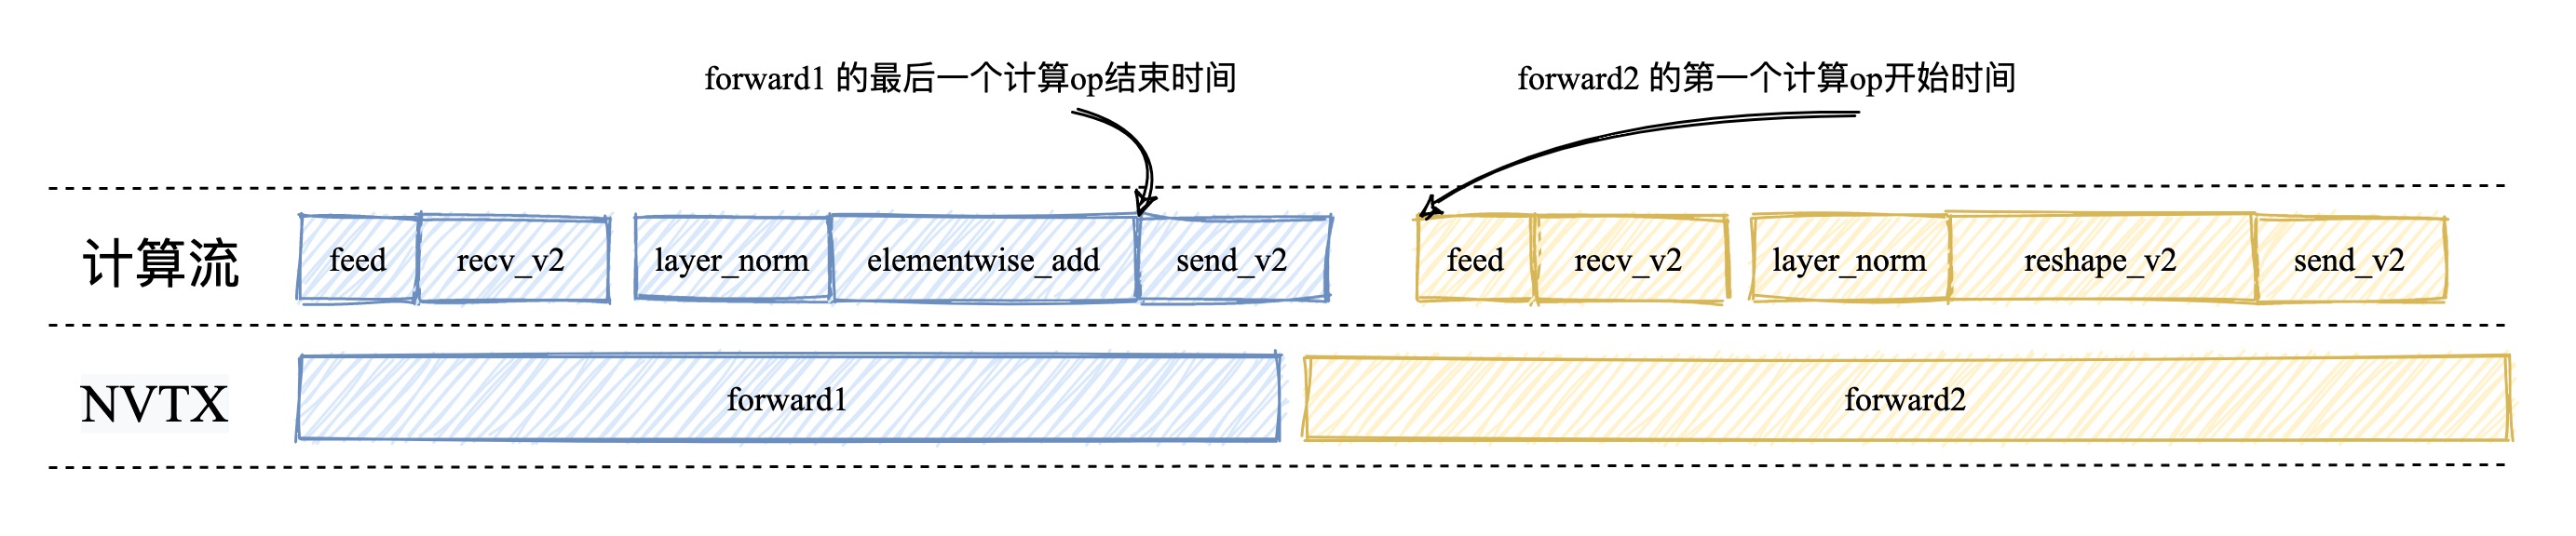 forward1 的最后一个计算op结束时间
forward2 的第一个计算op开始时间
计算流
feed
recv_v2
layer_norm
elementwise_add
send_v2
feed
recv_v2
layer_norm
reshape_v2
send_v2
NVTX
forward1
forward2